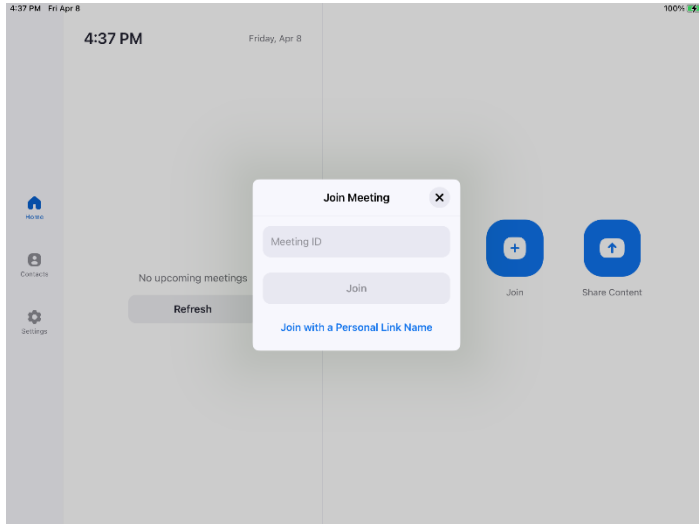 4:37 PM Fri Apr 8
100%
4:37 PM
Friday, Apr 8
Home
Contacts
Settings
No upcoming meetings
Refresh
Join Meeting
Meeting ID
Join
Join with a Personal Link Name
Join
Share Content